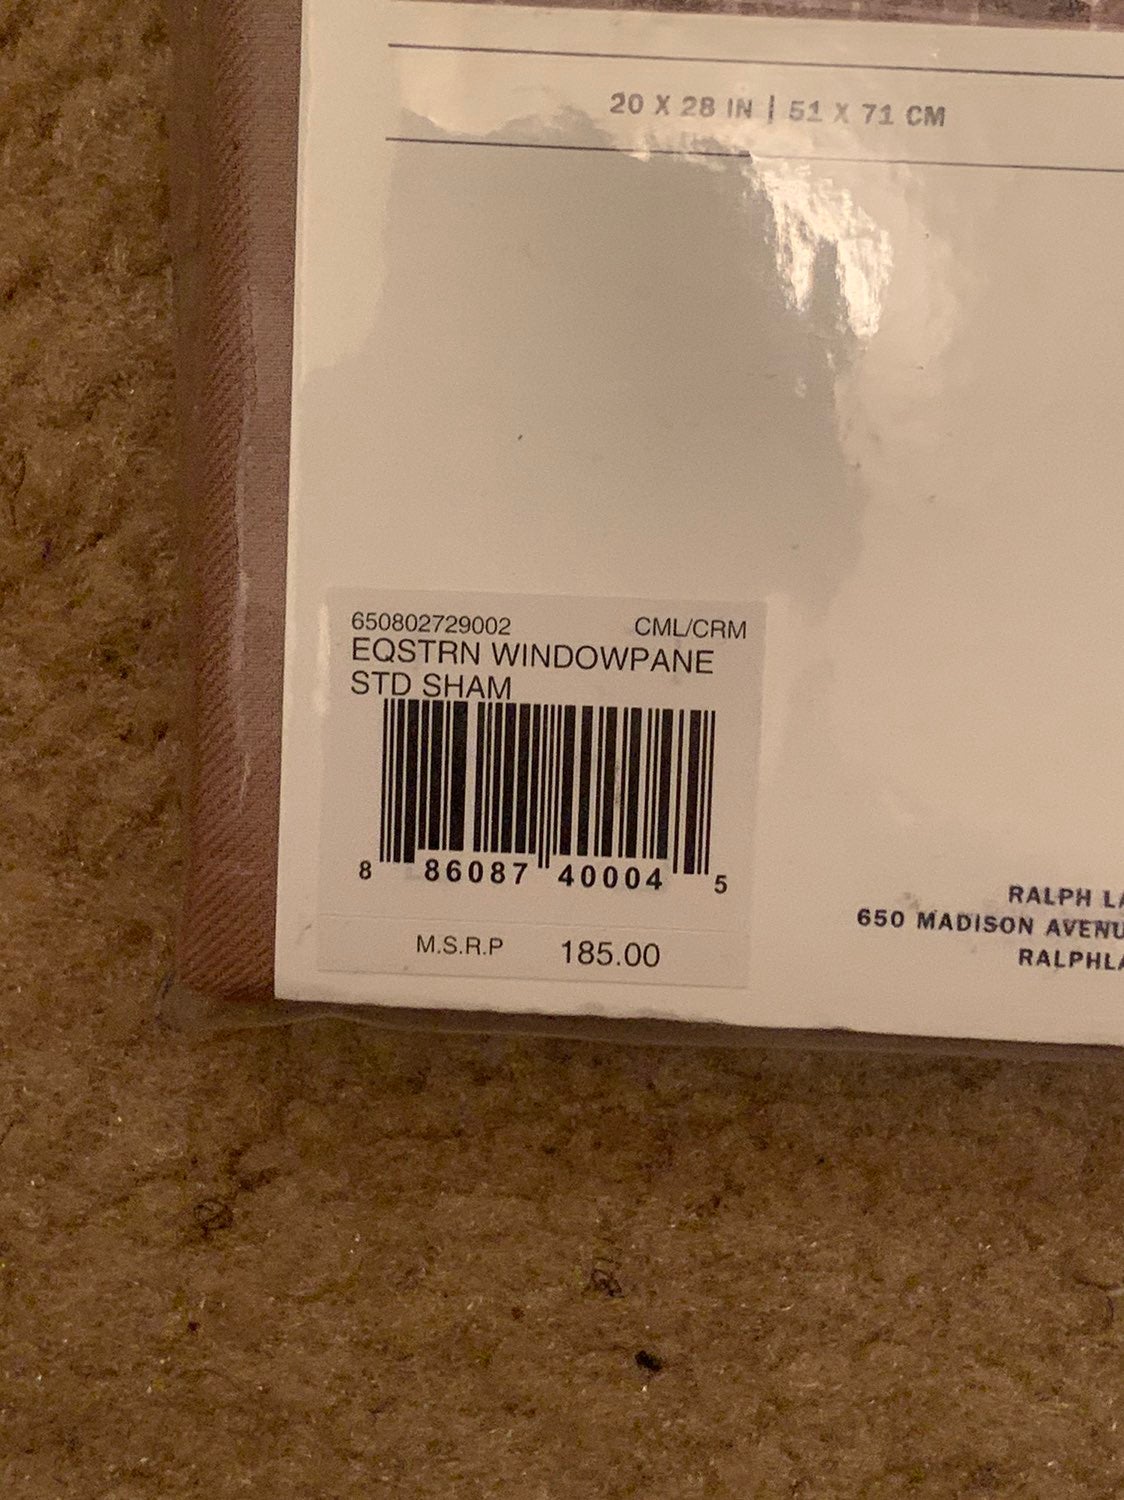 20 X 28 IN | 51 X 71 CM
650802729002 CML/CRM
EQSTRN WINDOWPANE
STD SHAM
8 86087 40004 5
M.S.R.P 185.00
RALPH
650 MADISON